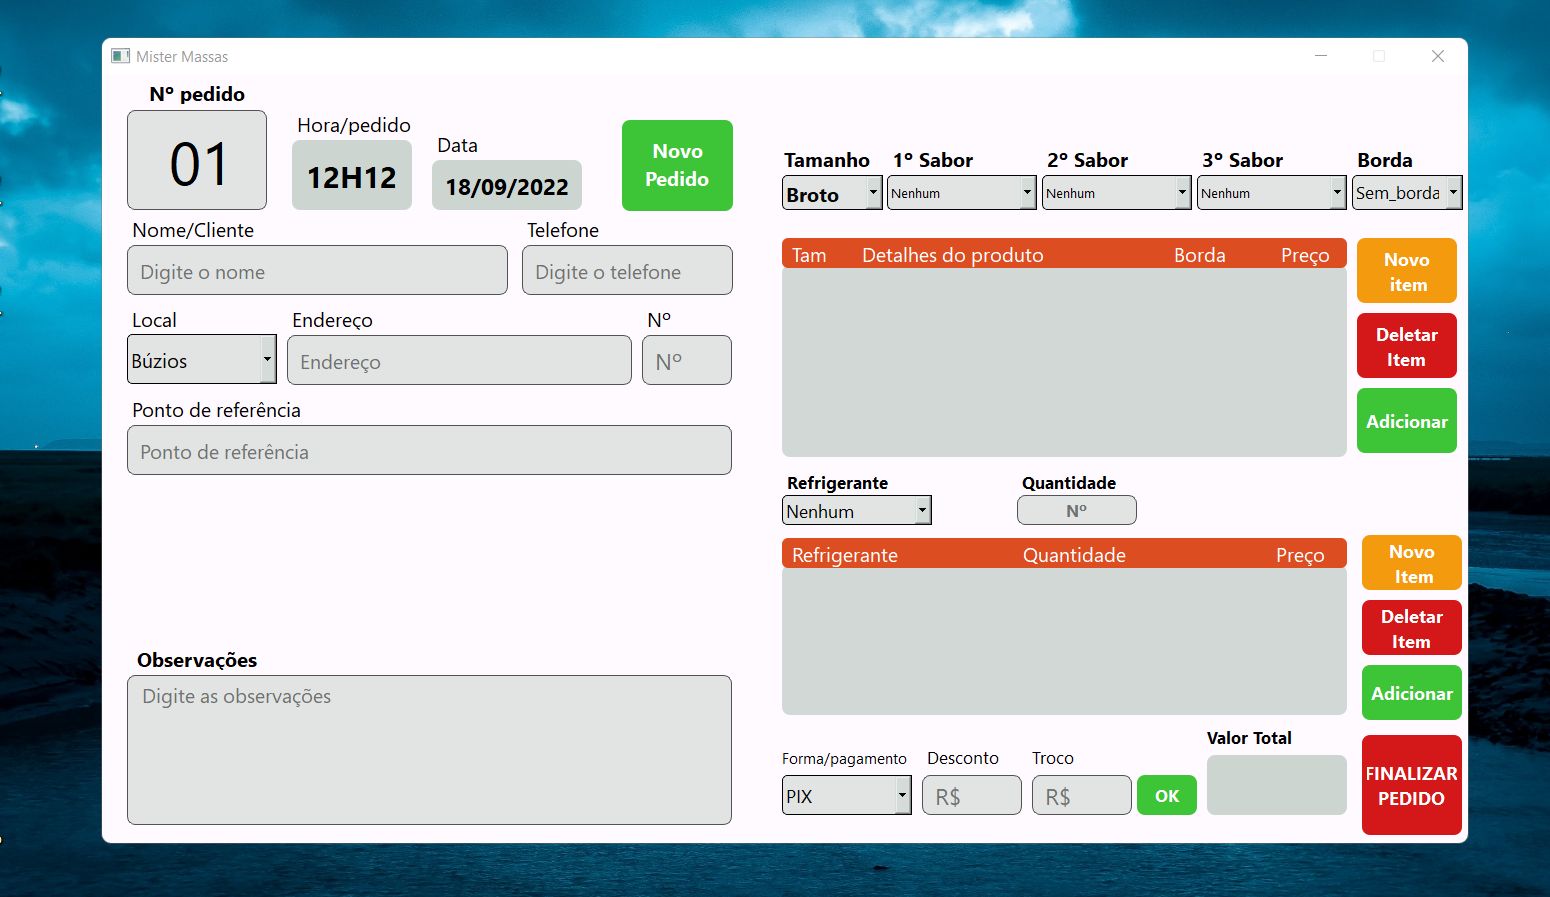 Mister Massas
Nº pedido
01
Hora/pedido
12H12
Data
18/09/2022
Novo
Pedido
Nome/Cliente
Digite o nome
Telefone
Digite o telefone
Local
Búzios
Endereço
Endereço
Nº
Nº
Ponto de referência
Ponto de referência
Observações
Digite as observações
Tamanho
1º Sabor
2º Sabor
3º Sabor
Borda
Broto
Nenhum
Nenhum
Nenhum
Sem_borda
Tam Detalhes do produto Borda Preço
Novo
item
Deletar
Item
Adicionar
Refrigerante
Nenhum
Quantidade
Nº
Refrigerante Quantidade Preço
Novo
Item
Deletar
Item
Adicionar
Forma/pagamento
PIX
Desconto
R$
Troco
R$
OK
Valor Total
FINALIZAR
PEDIDO